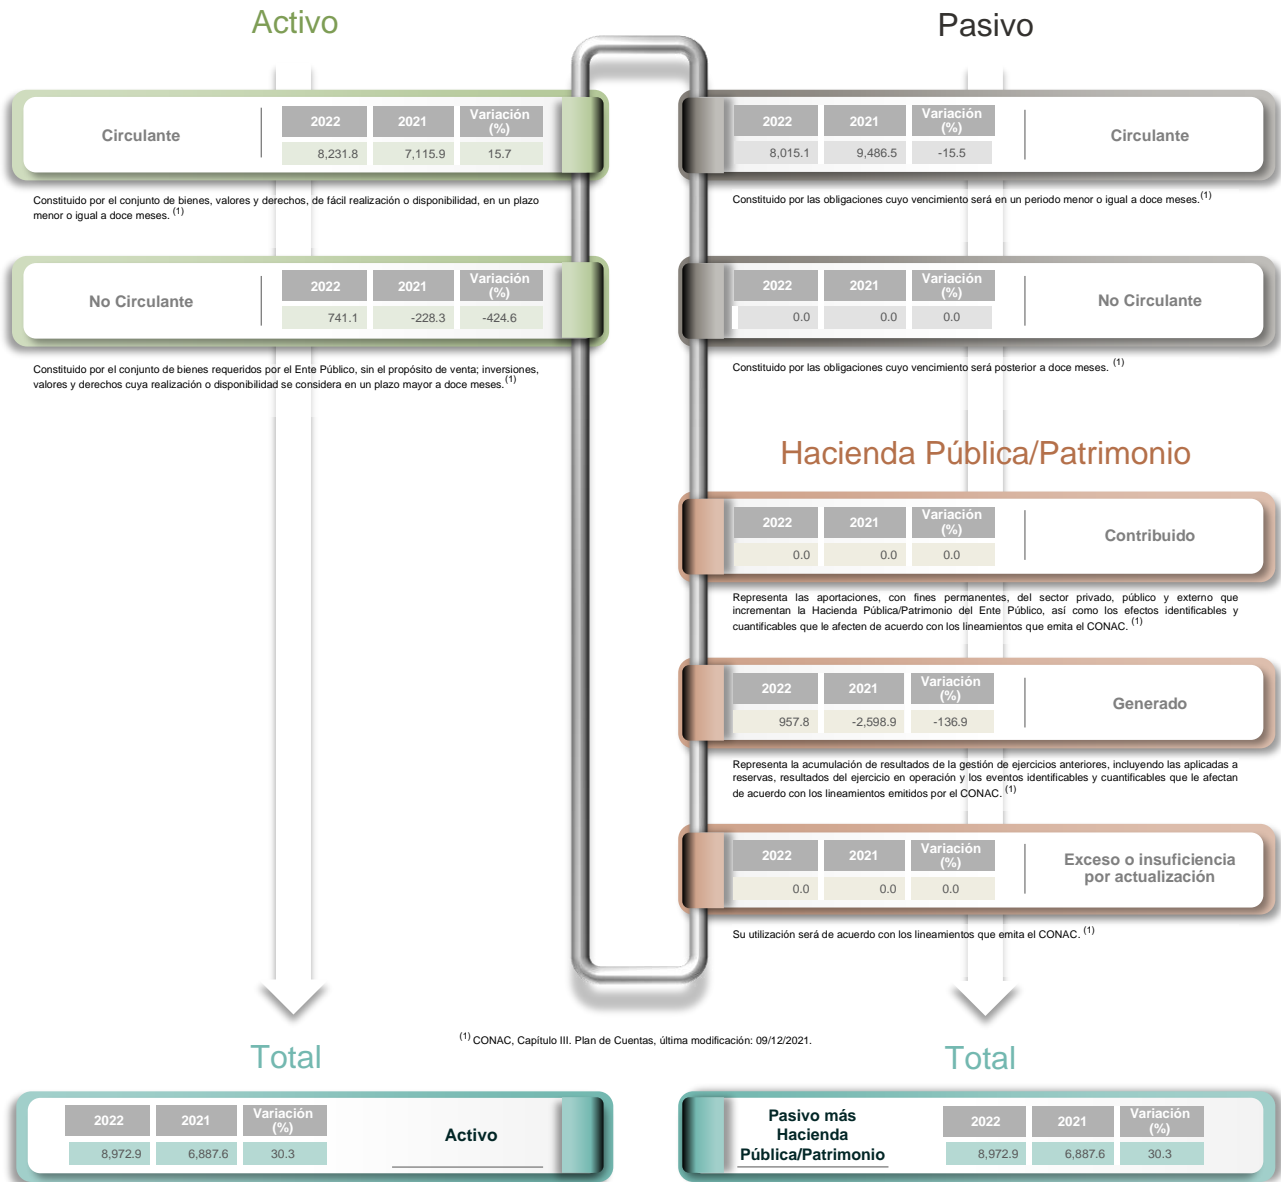 Activo
Circulante
2022 2021 Variación (%)
8,231.8 7,115.9 15.7
Constituido por el conjunto de bienes, valores y derechos, de fácil realización o disponibilidad, en un plazo
menor o igual a doce meses. (1)
No Circulante
2022 2021 Variación (%)
741.1 -228.3 -424.6
Constituido por el conjunto de bienes requeridos por el Ente Público, sin el propósito de venta; inversiones,
valores y derechos cuya realización o disponibilidad se considera en un plazo mayor a doce meses. (1)
Pasivo
2022 2021 Variación (%)
8,015.1 9,486.5 -15.5
Circulante
Constituido por las obligaciones cuyo vencimiento será en un periodo menor o igual a doce meses. (1)
2022 2021 Variación (%)
0.0 0.0 0.0
No Circulante
Constituido por las obligaciones cuyo vencimiento será posterior a doce meses. (1)
Hacienda Pública/Patrimonio
2022 2021 Variación (%)
0.0 0.0 0.0
Contribuido
Representa las aportaciones, con fines permanentes, del sector privado, público y externo que
incrementan la Hacienda Pública/Patrimonio del Ente Público, así como los efectos identificables y
cuantificables que le afecten de acuerdo con los lineamientos que emita el CONAC. (1)
2022 2021 Variación (%)
957.8 -2,598.9 -136.9
Generado
Representa la acumulación de resultados de la gestión de ejercicios anteriores, incluyendo las aplicadas a
reservas, resultados del ejercicio en operación y los eventos identificables y cuantificables que le afectan
de acuerdo con los lineamientos emitidos por el CONAC. (1)
2022 2021 Variación (%)
0.0 0.0 0.0
Exceso o insuficiencia
por actualización
Su utilización será de acuerdo con los lineamientos que emita el CONAC. (1)
(1) CONAC, Capítulo III. Plan de Cuentas, última modificación: 09/12/2021.
Total
2022 2021 Variación (%)
8,972.9 6,887.6 30.3
Activo
Total
Pasivo más
Hacienda
Pública/Patrimonio
2022 2021 Variación (%)
8,972.9 6,887.6 30.3